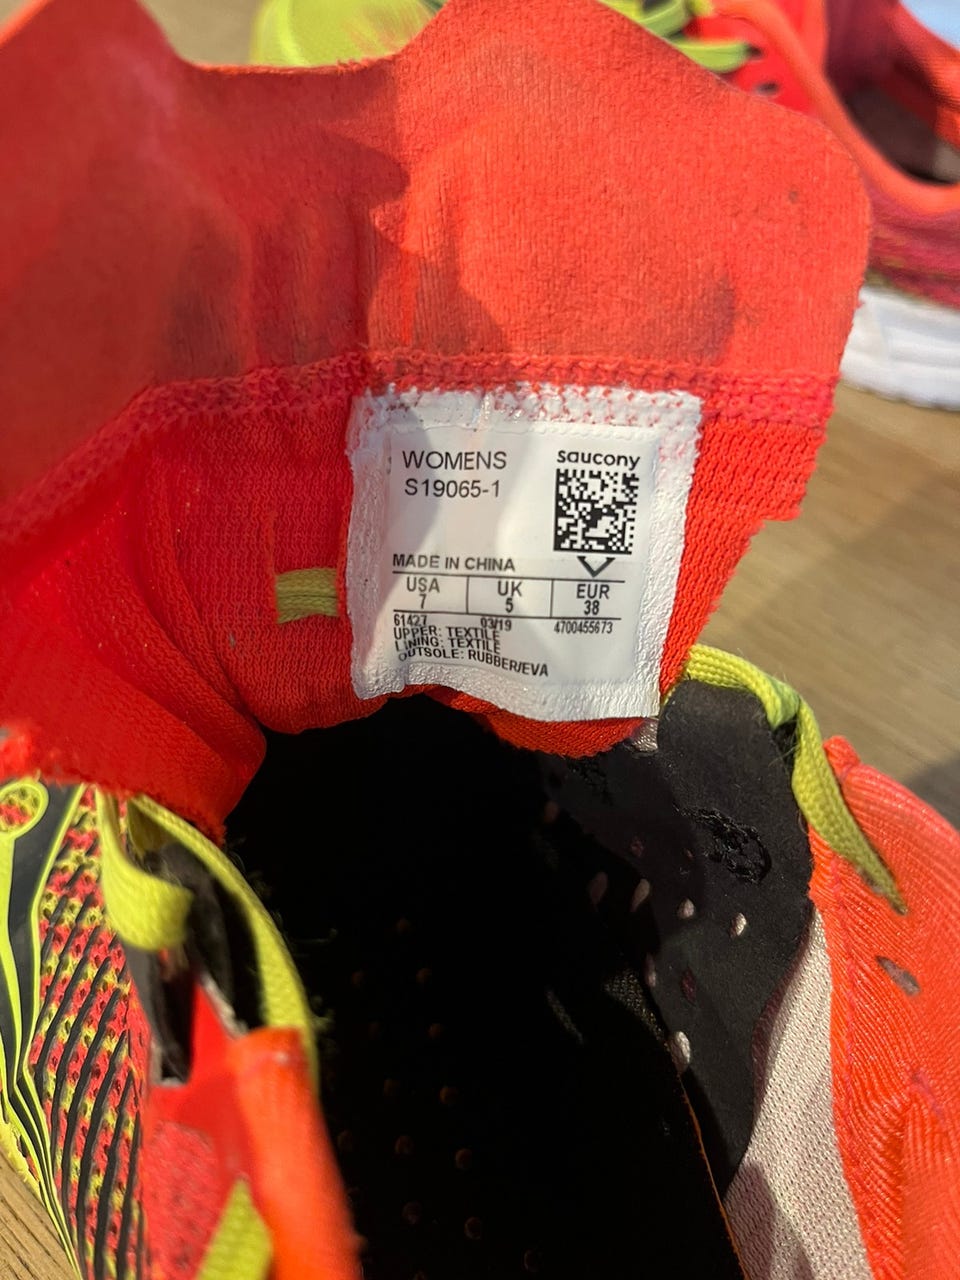 WOMENS
saucony
S19065-1
MADE IN CHINA
USA UK EUR
7 5 38
61427 03/19 4700455673
UPPER: TEXTILE
LINING: TEXTILE
OUTSOLE: RUBBER/EVA